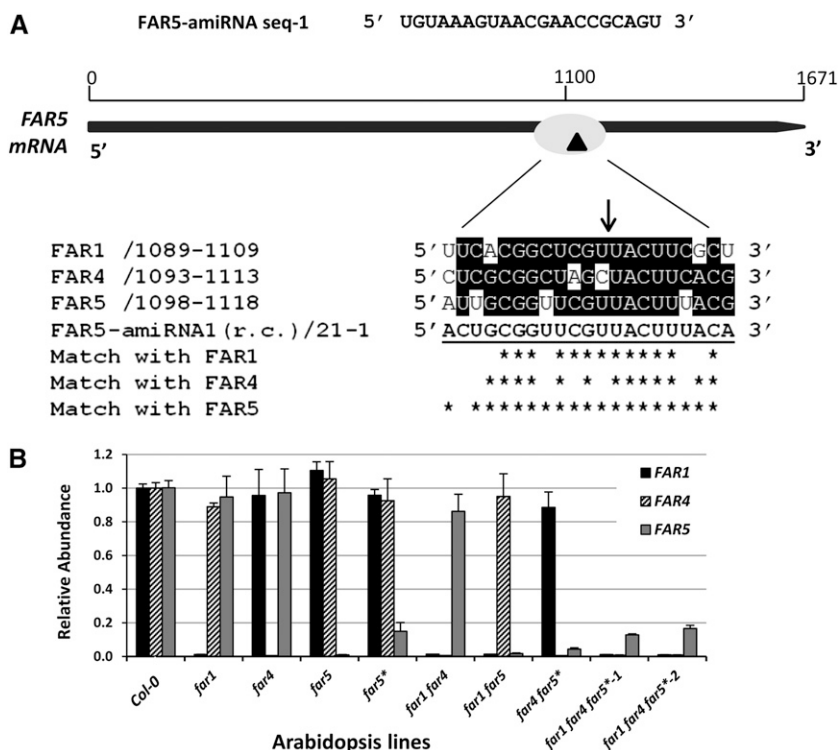 A
FAR5-amiRNA seq-1 5′ UGUAAAGUAACGAACCGCAGU 3′
0 1100 1671
FAR5 mRNA
5′ 3′
FAR1 /1089-1109 5′UUCACGGCUCGUUACUUCGCU 3′
FAR4 /1093-1113 5′CUCGCGGCUAGCUACUUCACG 3′
FAR5 /1098-1118 5′AUUGCGGUUCGUUACUUUACG 3′
FAR5-amiRNA1(r.c.)/21-1 5′ACUGCGGUUCGUUACUUUACA 3′
Match with FAR1 *** ********* *
Match with FAR4 **** * * ***** **
Match with FAR5 * ******************
B
Relative Abundance
1.2
1.0
0.8
0.6
0.4
0.2
0.0
FAR1
FAR4
FAR5
Col-0
far1
far4
far5
far5*
far1 far4
far1 far5
far4 far5*
far1 far4 far5*-1
far1 far4 far5*-2
Arabidopsis lines